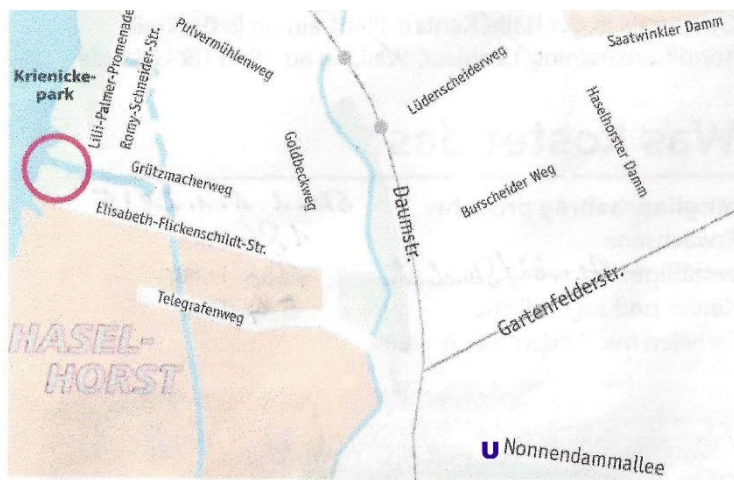 Pulvermühlenweg
Saatwinkler Damm
Krienicke-
park
Lilli-Palmer-Promenade
Romy-Schneider-Str.
Lüdenscheiderweg
Haselhorster Damm
Goldbeckweg
Grützmacherweg
Daumstr.
Burscheider Weg
Elisabeth-Flickenschildt-Str.
Gartenfelderstr.
Telegrafenweg
HASEL-
HORST
U Nonnendammallee